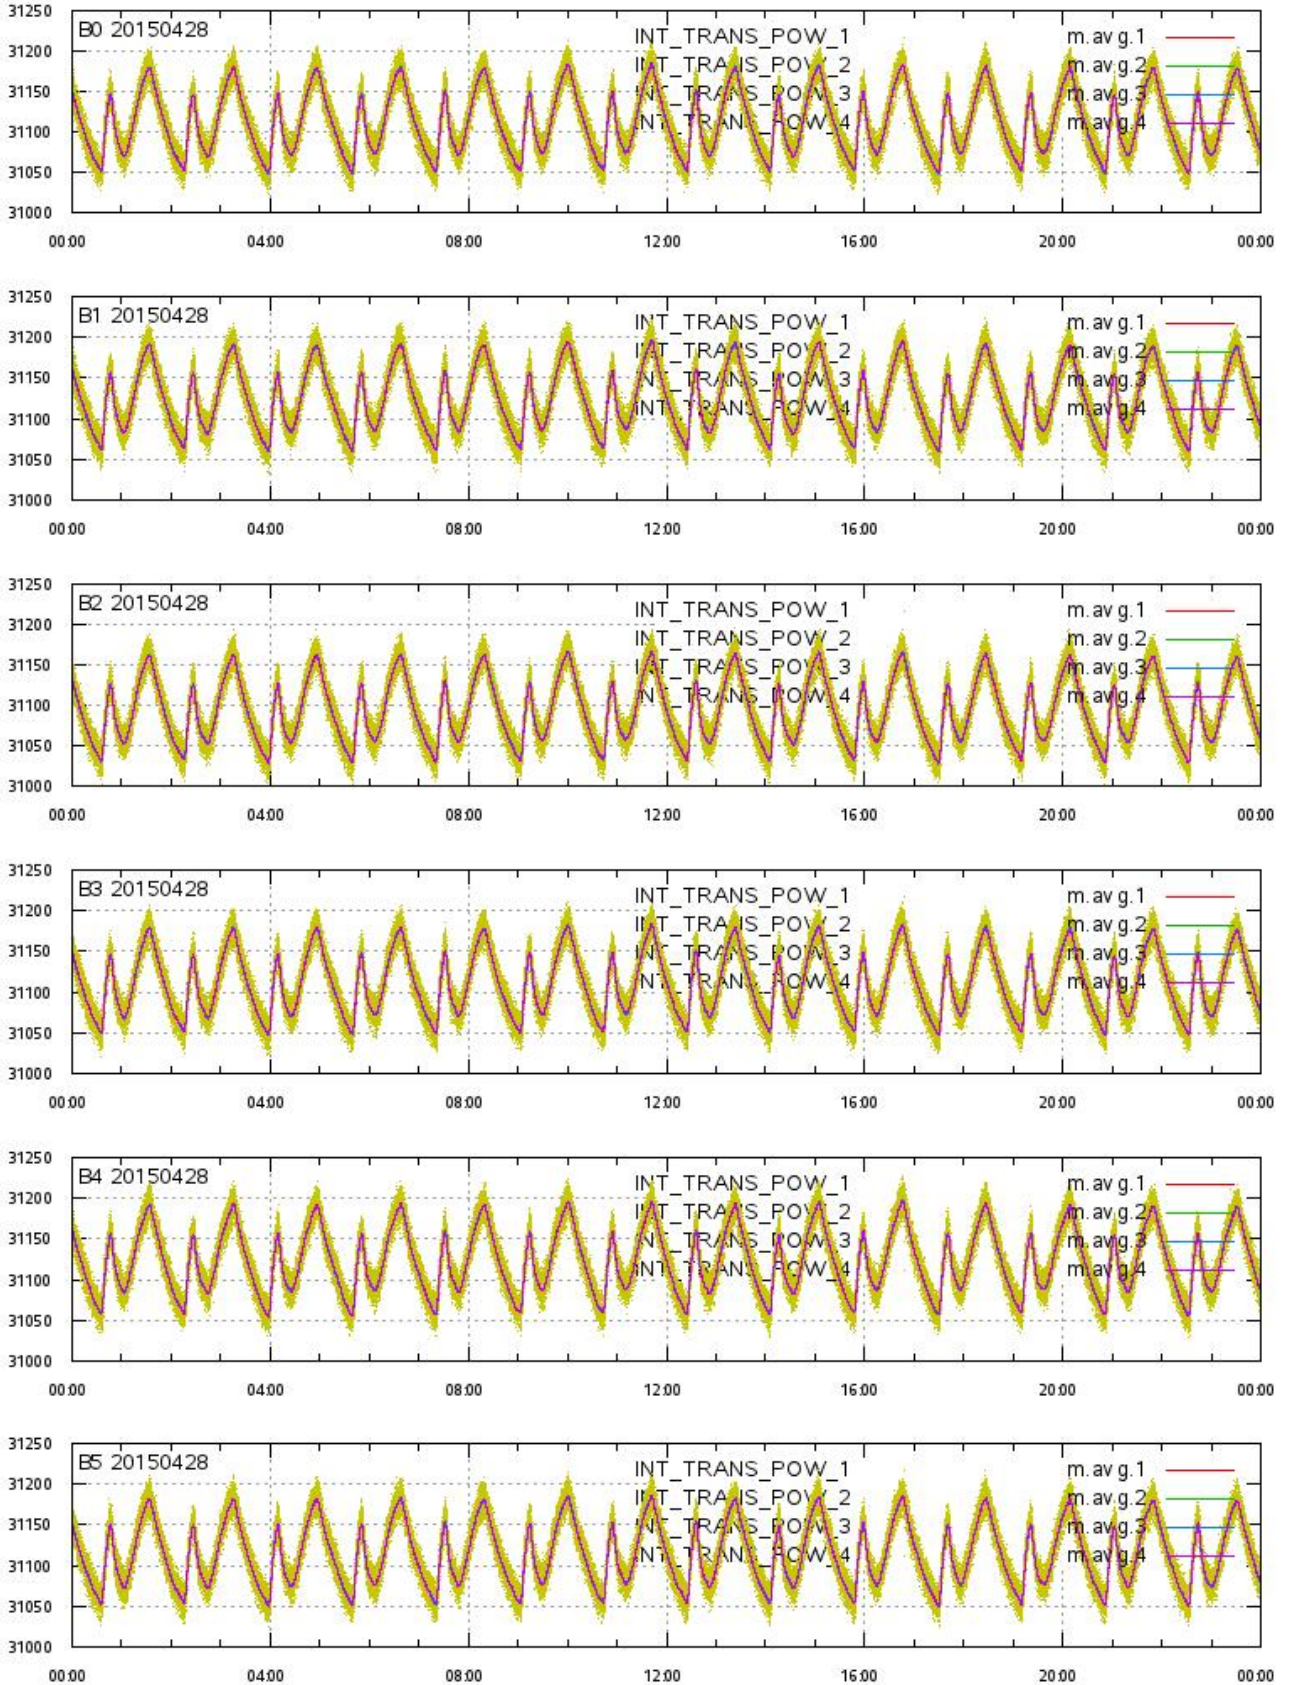 31250
B0 20150428 INT_TRANS_POW_1 m.avg.1
31200
INT_TRANS_POW_2 m.avg.2
31150
INT_TRANS_POW_3 m.avg.3
31100
INT_TRANS_POW_4 m.avg.4
31050
31000
00:00 04:00 08:00 12:00 16:00 20:00 00:00
31250
B1 20150428 INT_TRANS_POW_1 m.avg.1
31200
INT_TRANS_POW_2 m.avg.2
31150
INT_TRANS_POW_3 m.avg.3
31100
INT_TRANS_POW_4 m.avg.4
31050
31000
00:00 04:00 08:00 12:00 16:00 20:00 00:00
31250
B2 20150428 INT_TRANS_POW_1 m.avg.1
31200
INT_TRANS_POW_2 m.avg.2
31150
INT_TRANS_POW_3 m.avg.3
31100
INT_TRANS_POW_4 m.avg.4
31050
31000
00:00 04:00 08:00 12:00 16:00 20:00 00:00
31250
B3 20150428 INT_TRANS_POW_1 m.avg.1
31200
INT_TRANS_POW_2 m.avg.2
31150
INT_TRANS_POW_3 m.avg.3
31100
INT_TRANS_POW_4 m.avg.4
31050
31000
00:00 04:00 08:00 12:00 16:00 20:00 00:00
31250
B4 20150428 INT_TRANS_POW_1 m.avg.1
31200
INT_TRANS_POW_2 m.avg.2
31150
INT_TRANS_POW_3 m.avg.3
31100
INT_TRANS_POW_4 m.avg.4
31050
31000
00:00 04:00 08:00 12:00 16:00 20:00 00:00
31250
B5 20150428 INT_TRANS_POW_1 m.avg.1
31200
INT_TRANS_POW_2 m.avg.2
31150
INT_TRANS_POW_3 m.avg.3
31100
INT_TRANS_POW_4 m.avg.4
31050
31000
00:00 04:00 08:00 12:00 16:00 20:00 00:00